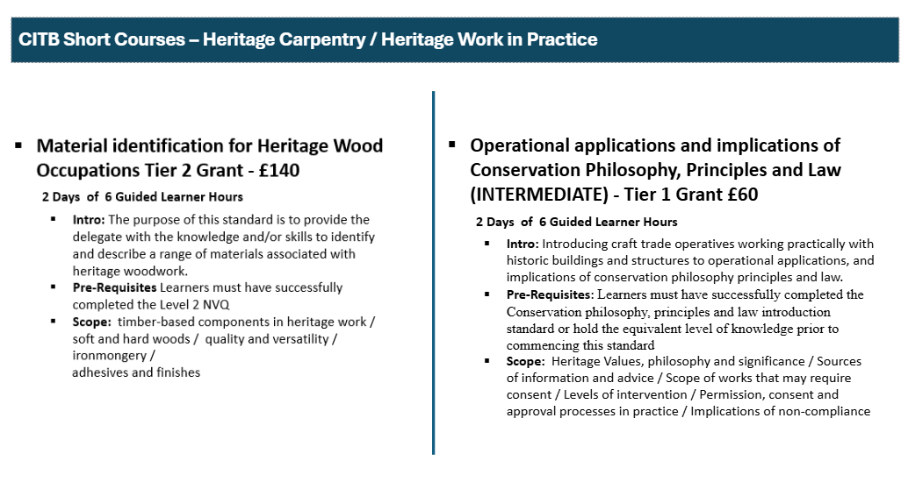 CITB Short Courses – Heritage Carpentry / Heritage Work in Practice
▪ Material identification for Heritage Wood
Occupations Tier 2 Grant - £140
2 Days of 6 Guided Learner Hours
▪ Intro: The purpose of this standard is to provide the
delegate with the knowledge and/or skills to identify
and describe a range of materials associated with
heritage woodwork.
▪ Pre-Requisites Learners must have successfully
completed the Level 2 NVQ
▪ Scope: timber-based components in heritage work /
soft and hard woods / quality and versatility /
ironmongery /
adhesives and finishes
▪ Operational applications and implications of
Conservation Philosophy, Principles and Law
(INTERMEDIATE) - Tier 1 Grant £60
2 Days of 6 Guided Learner Hours
▪ Intro: Introducing craft trade operatives working practically with
historic buildings and structures to operational applications, and
implications of conservation philosophy principles and law.
▪ Pre-Requisites: Learners must have successfully completed the
Conservation philosophy, principles and law introduction
standard or hold the equivalent level of knowledge prior to
commencing this standard
▪ Scope: Heritage Values, philosophy and significance / Sources
of information and advice / Scope of works that may require
consent / Levels of intervention / Permission, consent and
approval processes in practice / Implications of non-compliance